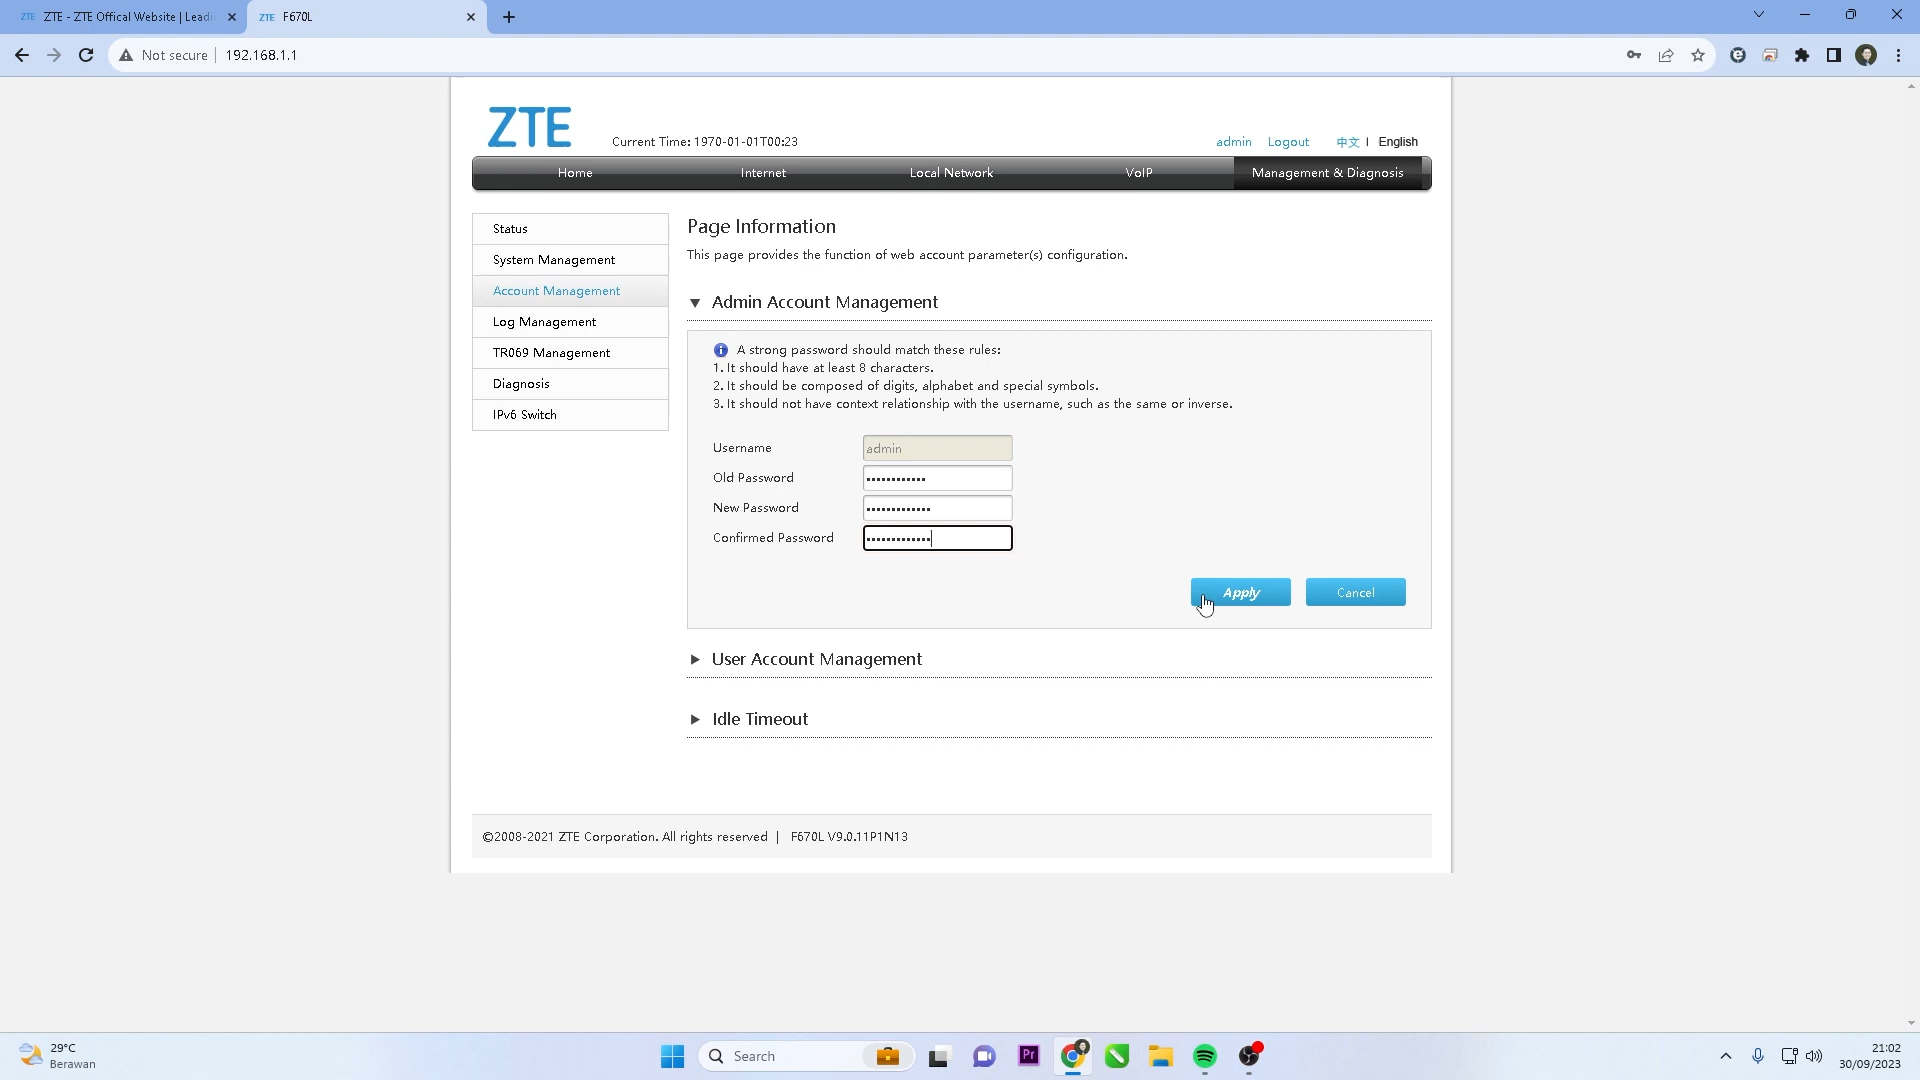 ZTE - ZTE Offical Website | Leadi
ZTE F670L
Not secure | 192.168.1.1
ZTE
Current Time: 1970-01-01T00:23
admin Logout 中文 | English
Home Internet Local Network VoIP Management & Diagnosis
Status
System Management
Account Management
Log Management
TR069 Management
Diagnosis
IPv6 Switch
Page Information
This page provides the function of web account parameter(s) configuration.
Admin Account Management
A strong password should match these rules:
1. It should have at least 8 characters.
2. It should be composed of digits, alphabet and special symbols.
3. It should not have context relationship with the username, such as the same or inverse.
Username admin
Old Password ••••••••••••
New Password •••••••••••••
Confirmed Password •••••••••••••
Apply Cancel
User Account Management
Idle Timeout
©2008-2021 ZTE Corporation. All rights reserved | F670L V9.0.11P1N13
29°C
Berawan
Search
Pr
21:02
30/09/2023